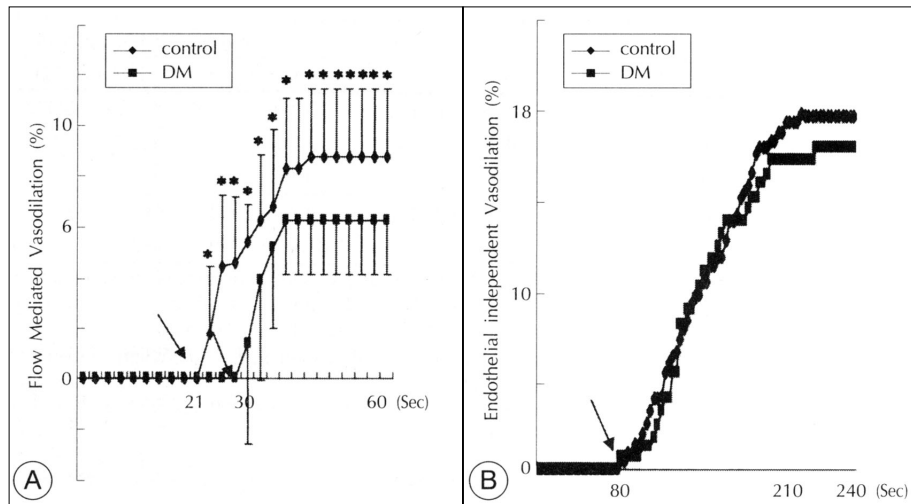 control
DM
Flow Mediated Vasodilation (%)
10
6
0
21
30
60 (Sec)
A
control
DM
Endothelial independent Vasodilation (%)
18
10
0
80
210
240 (Sec)
B